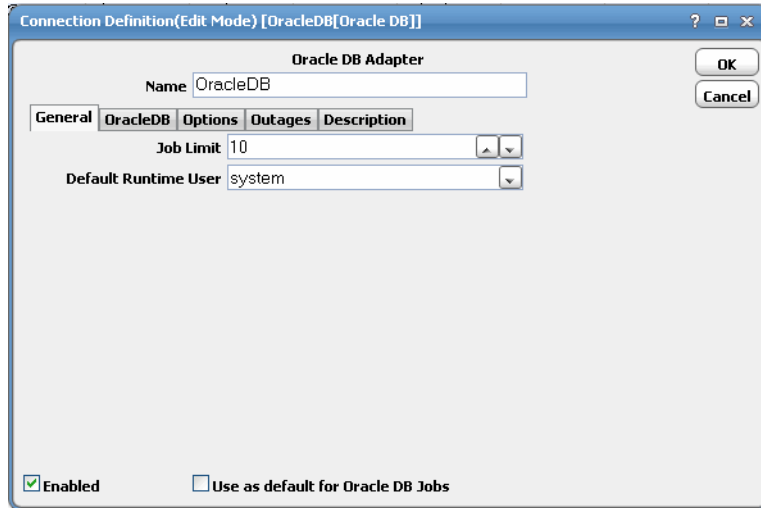 Connection Definition(Edit Mode) [OracleDB[Oracle DB]] ?
Oracle DB Adapter
OK
Name OracleDB
Cancel
General OracleDB Options Outages Description
Job Limit 10
Default Runtime User system
Enabled Use as default for Oracle DB Jobs